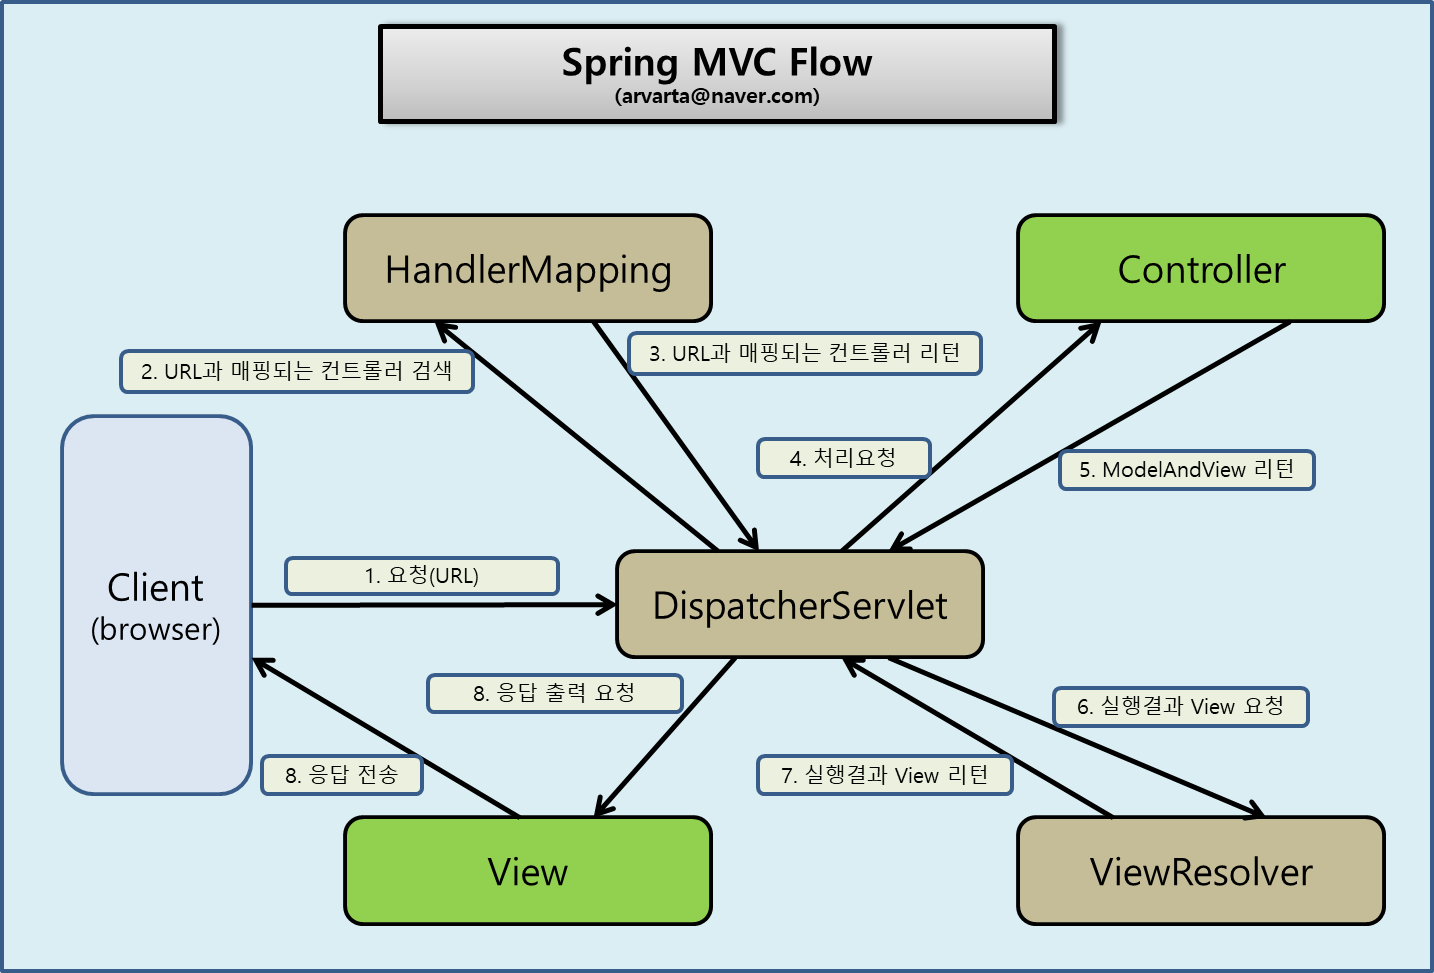 Spring MVC Flow
(arvarta@naver.com)
HandlerMapping
Controller
2. URL과 매핑되는 컨트롤러 검색
3. URL과 매핑되는 컨트롤러 리턴
4. 처리요청
5. ModelAndView 리턴
Client
(browser)
1. 요청(URL)
DispatcherServlet
8. 응답 출력 요청
6. 실행결과 View 요청
8. 응답 전송
7. 실행결과 View 리턴
View
ViewResolver